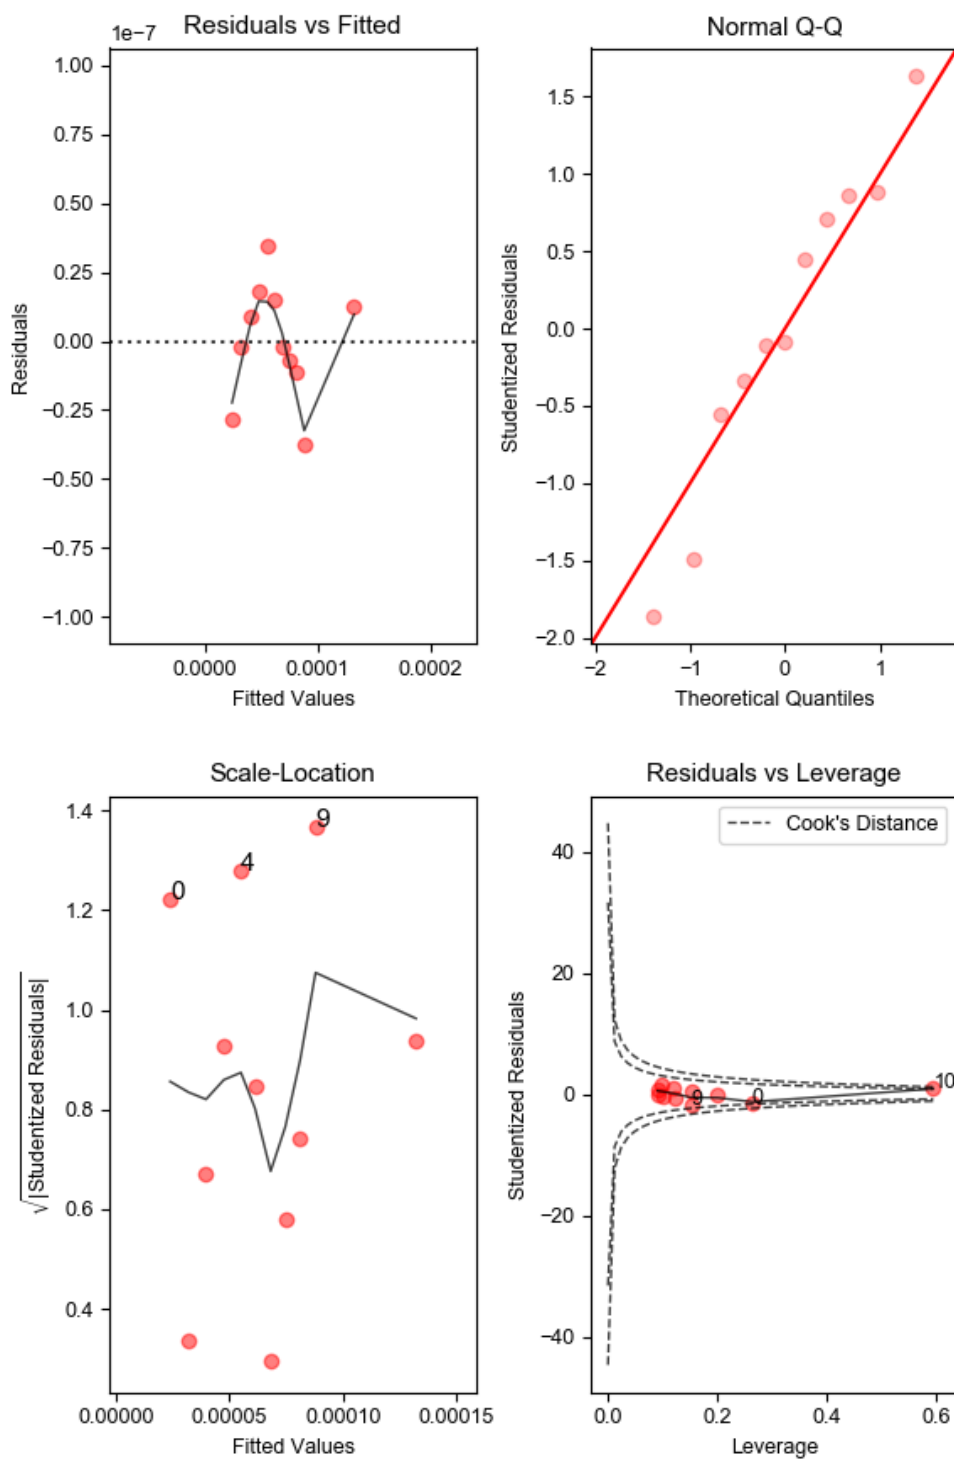 Residuals vs Fitted
1e−7
1.00
0.75
0.50
0.25
0.00
−0.25
−0.50
−0.75
−1.00
Residuals
0.0000 0.0001 0.0002
Fitted Values
Normal Q-Q
1.5
1.0
0.5
0.0
−0.5
−1.0
−1.5
−2.0
Studentized Residuals
−2 −1 0 1
Theoretical Quantiles
Scale-Location
1.4
1.2
1.0
0.8
0.6
0.4
√|Studentized Residuals|
0 4 9
0.00000 0.00005 0.00010 0.00015
Fitted Values
Residuals vs Leverage
Cook's Distance
40
20
0
−20
−40
Studentized Residuals
9 0 10
0.0 0.2 0.4 0.6
Leverage